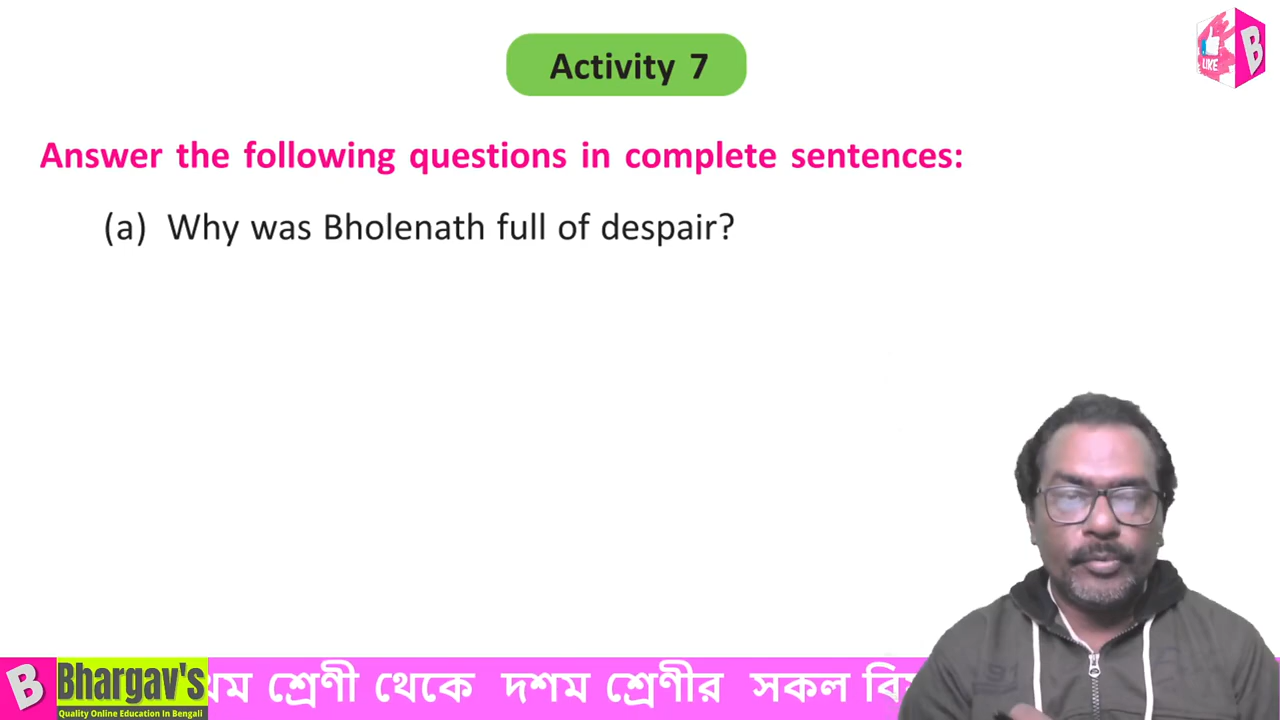 Activity 7
LIKE
B
Answer the following questions in complete sentences:
(a) Why was Bholenath full of despair?
B Bhargav's
Quality Online Education In Bengali
শ্রেণী থেকে দশম শ্রেণীর সকল